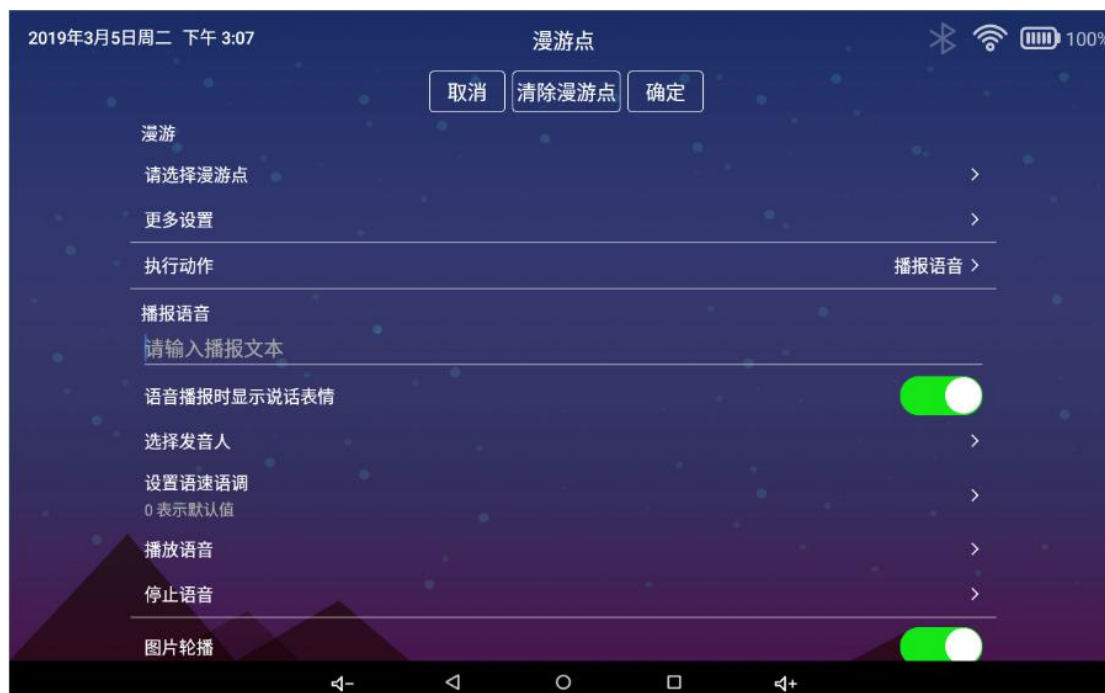 2019年3月5日周二 下午 3:07
漫游点
100%
取消 清除漫游点 确定
漫游
请选择漫游点
更多设置
执行动作 播报语音
播报语音
请输入播报文本
语音播报时显示说话表情
选择发音人
设置语速语调
0 表示默认值
播放语音
停止语音
图片轮播